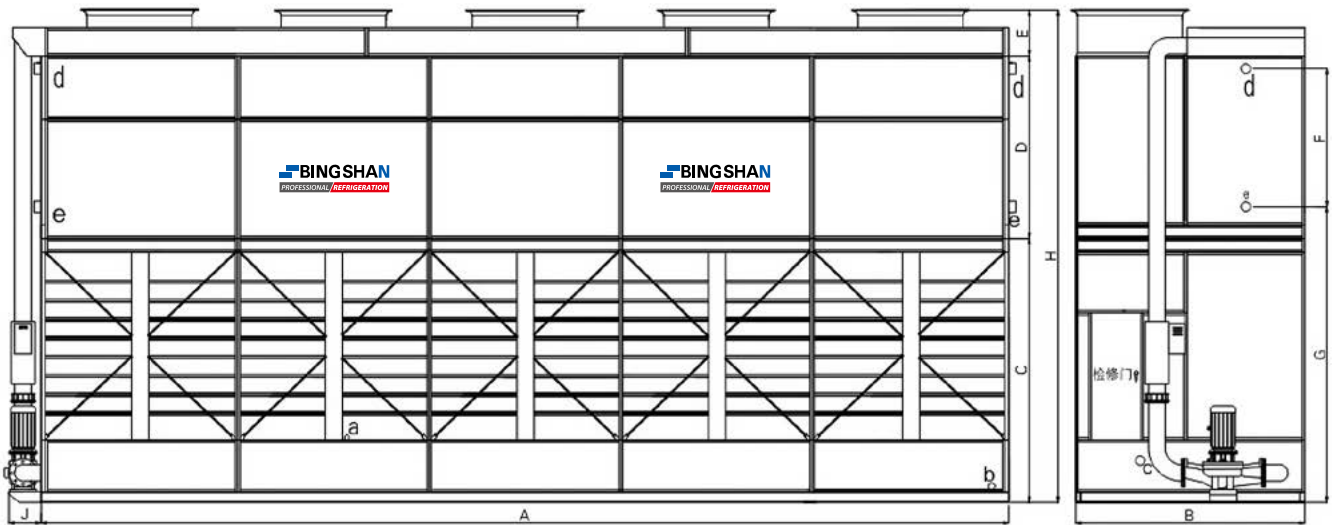 E
d
d
d
D
F
BINGSHAN
PROFESSIONAL/REFRIGERATION
BINGSHAN
PROFESSIONAL/REFRIGERATION
e
e
e
H
C
G
检修门
a
b
c
J
A
B